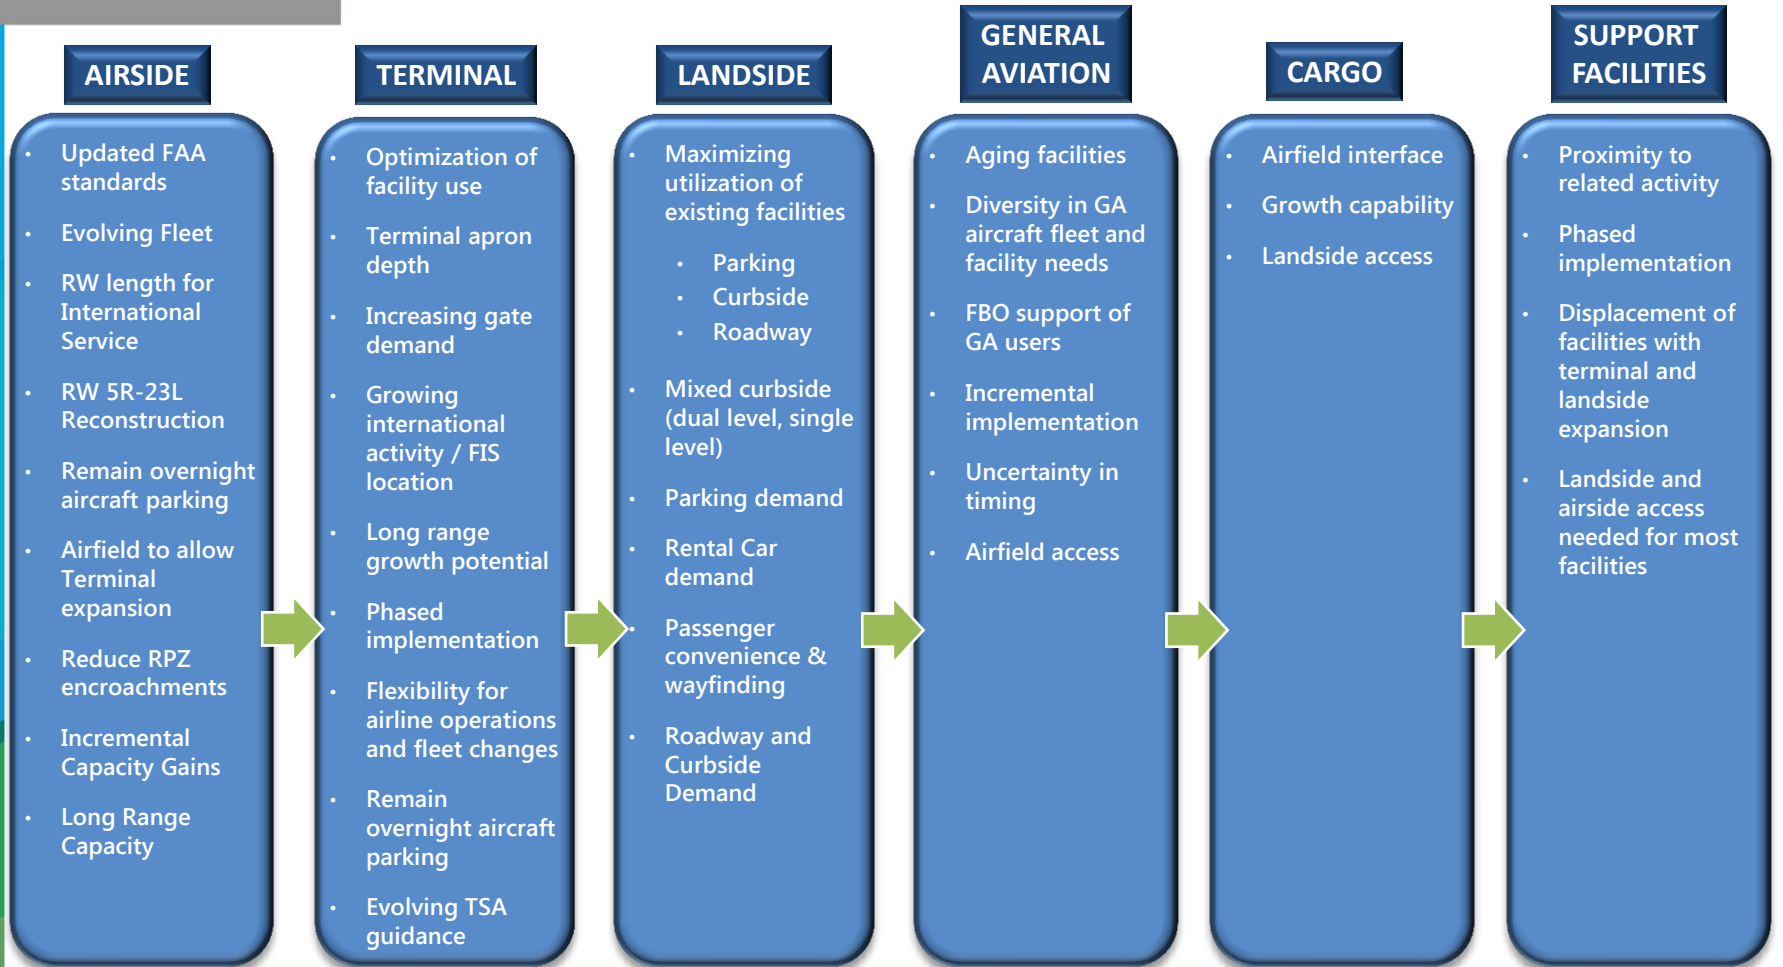 AIRSIDE
• Updated FAA
standards
• Evolving Fleet
• RW length for
International
Service
• RW 5R-23L
Reconstruction
• Remain overnight
aircraft parking
• Airfield to allow
Terminal
expansion
• Reduce RPZ
encroachments
• Incremental
Capacity Gains
• Long Range
Capacity
TERMINAL
• Optimization of
facility use
• Terminal apron
depth
• Increasing gate
demand
• Growing
international
activity / FIS
location
• Long range
growth potential
• Phased
implementation
• Flexibility for
airline operations
and fleet changes
• Remain
overnight aircraft
parking
• Evolving TSA
guidance
LANDSIDE
• Maximizing
utilization of
existing facilities
• Parking
• Curbside
• Roadway
• Mixed curbside
(dual level, single
level)
• Parking demand
• Rental Car
demand
• Passenger
convenience &
wayfinding
• Roadway and
Curbside
Demand
GENERAL
AVIATION
• Aging facilities
• Diversity in GA
aircraft fleet and
facility needs
• FBO support of
GA users
• Incremental
implementation
• Uncertainty in
timing
• Airfield access
CARGO
• Airfield interface
• Growth capability
• Landside access
SUPPORT
FACILITIES
• Proximity to
related activity
• Phased
implementation
• Displacement of
facilities with
terminal and
landside
expansion
• Landside and
airside access
needed for most
facilities